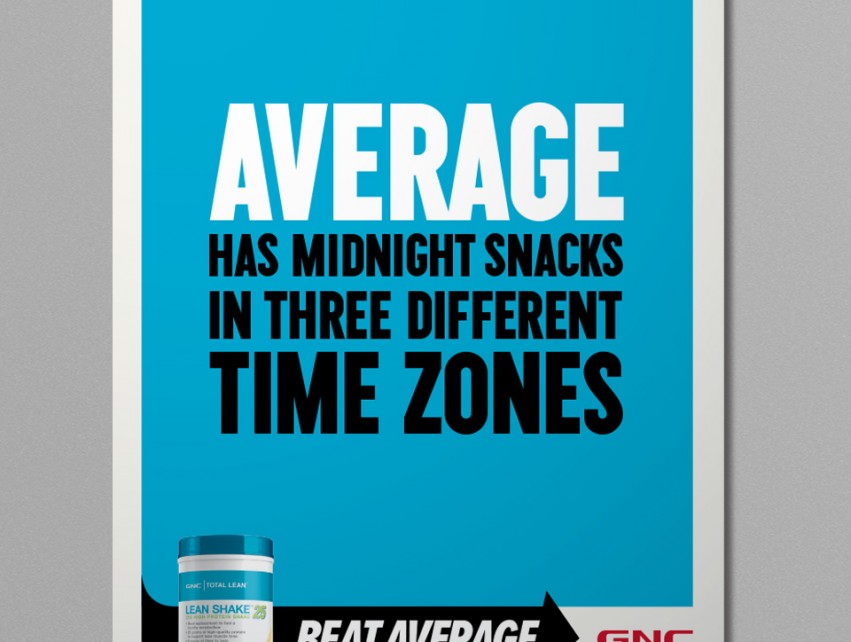 AVERAGE
HAS MIDNIGHT SNACKS
IN THREE DIFFERENT
TIME ZONES
GNC | TOTAL LEAN
LEAN SHAKE 25
BEAT AVERAGE
GNC